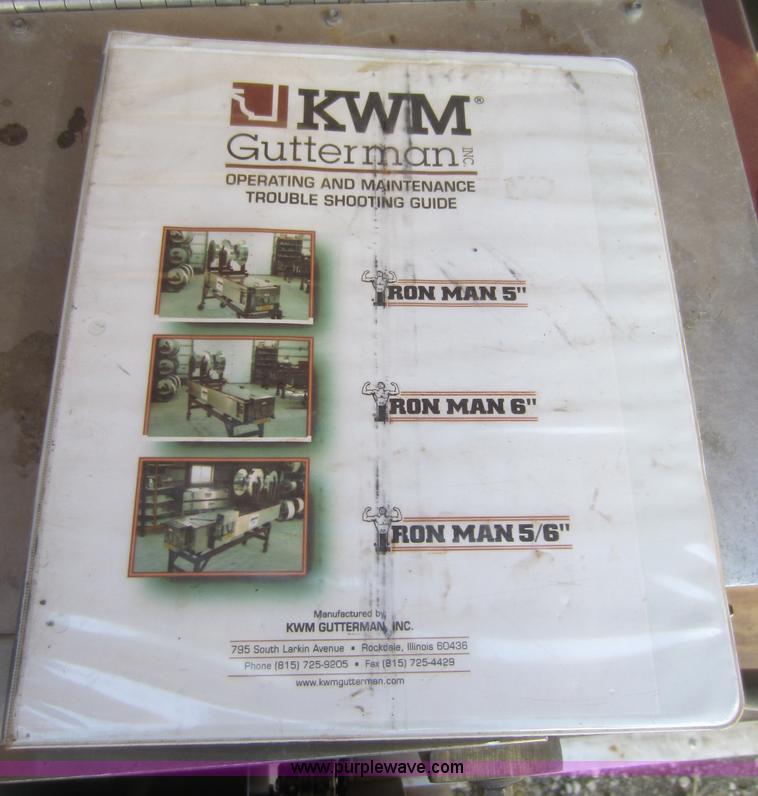 KWM®
Gutterman INC.
OPERATING AND MAINTENANCE
TROUBLE SHOOTING GUIDE
IRON MAN 5"
IRON MAN 6"
IRON MAN 5/6"
Manufactured by
KWM GUTTERMAN, INC.
795 South Larkin Avenue ▪ Rockdale, Illinois 60436
Phone (815) 725-9205 ▪ Fax (815) 725-4429
www.kwmgutterman.com
www.purplewave.com